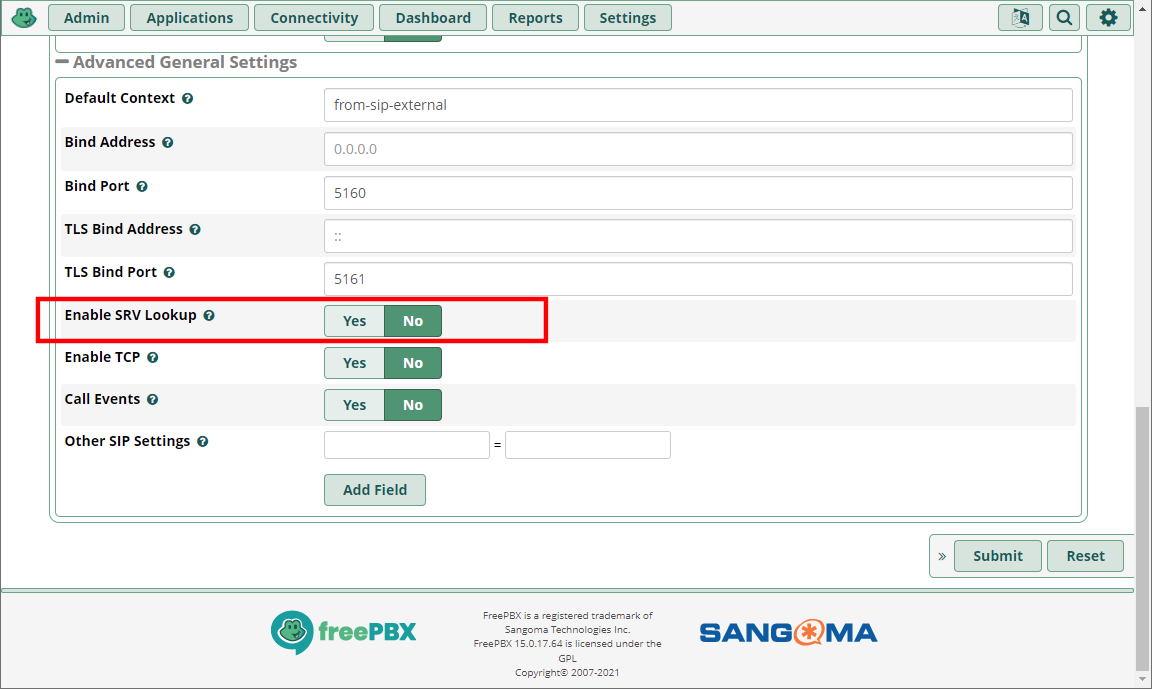 Admin Applications Connectivity Dashboard Reports Settings
Advanced General Settings
Default Context
from-sip-external
Bind Address
0.0.0.0
Bind Port
5160
TLS Bind Address
::
TLS Bind Port
5161
Enable SRV Lookup
Yes No
Enable TCP
Yes No
Call Events
Yes No
Other SIP Settings
=
Add Field
» Submit Reset
freePBX
FreePBX is a registered trademark of
Sangoma Technologies Inc.
FreePBX 15.0.17.64 is licensed under the
GPL
Copyright© 2007-2021
SANGOMA